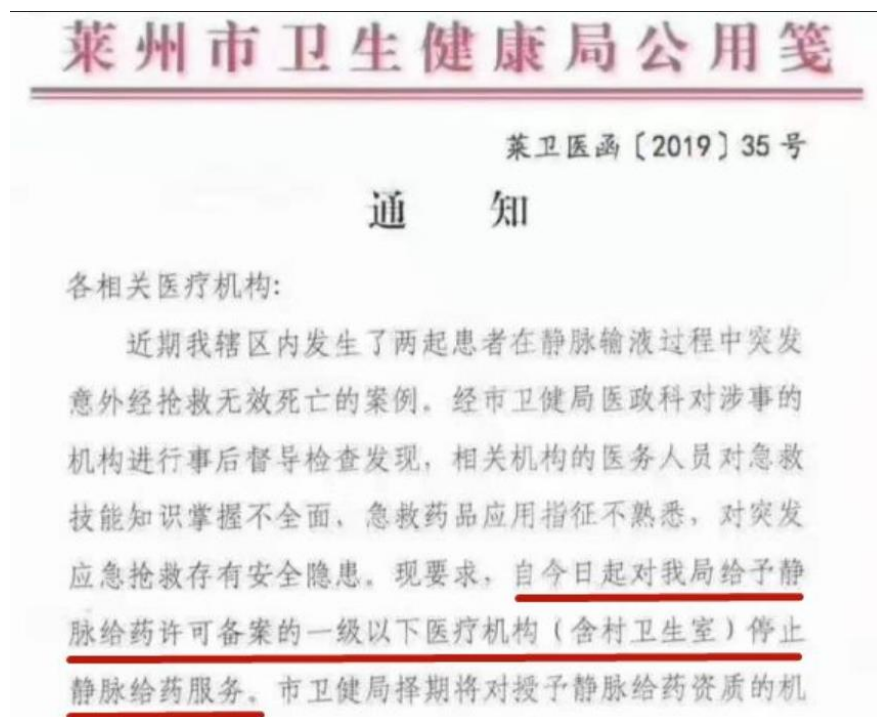 莱州市卫生健康局公用笺
莱卫医函〔2019〕35号
通 知
各相关医疗机构:
近期我辖区内发生了两起患者在静脉输液过程中突发
意外经抢救无效死亡的案例。经市卫健局医政科对涉事的
机构进行事后督导检查发现，相关机构的医务人员对急救
技能知识掌握不全面、急救药品应用指征不熟悉，对突发
应急抢救存有安全隐患。现要求，自今日起对我局给予静
脉给药许可备案的一级以下医疗机构（含村卫生室）停止
静脉给药服务。市卫健局择期将对授予静脉给药资质的机